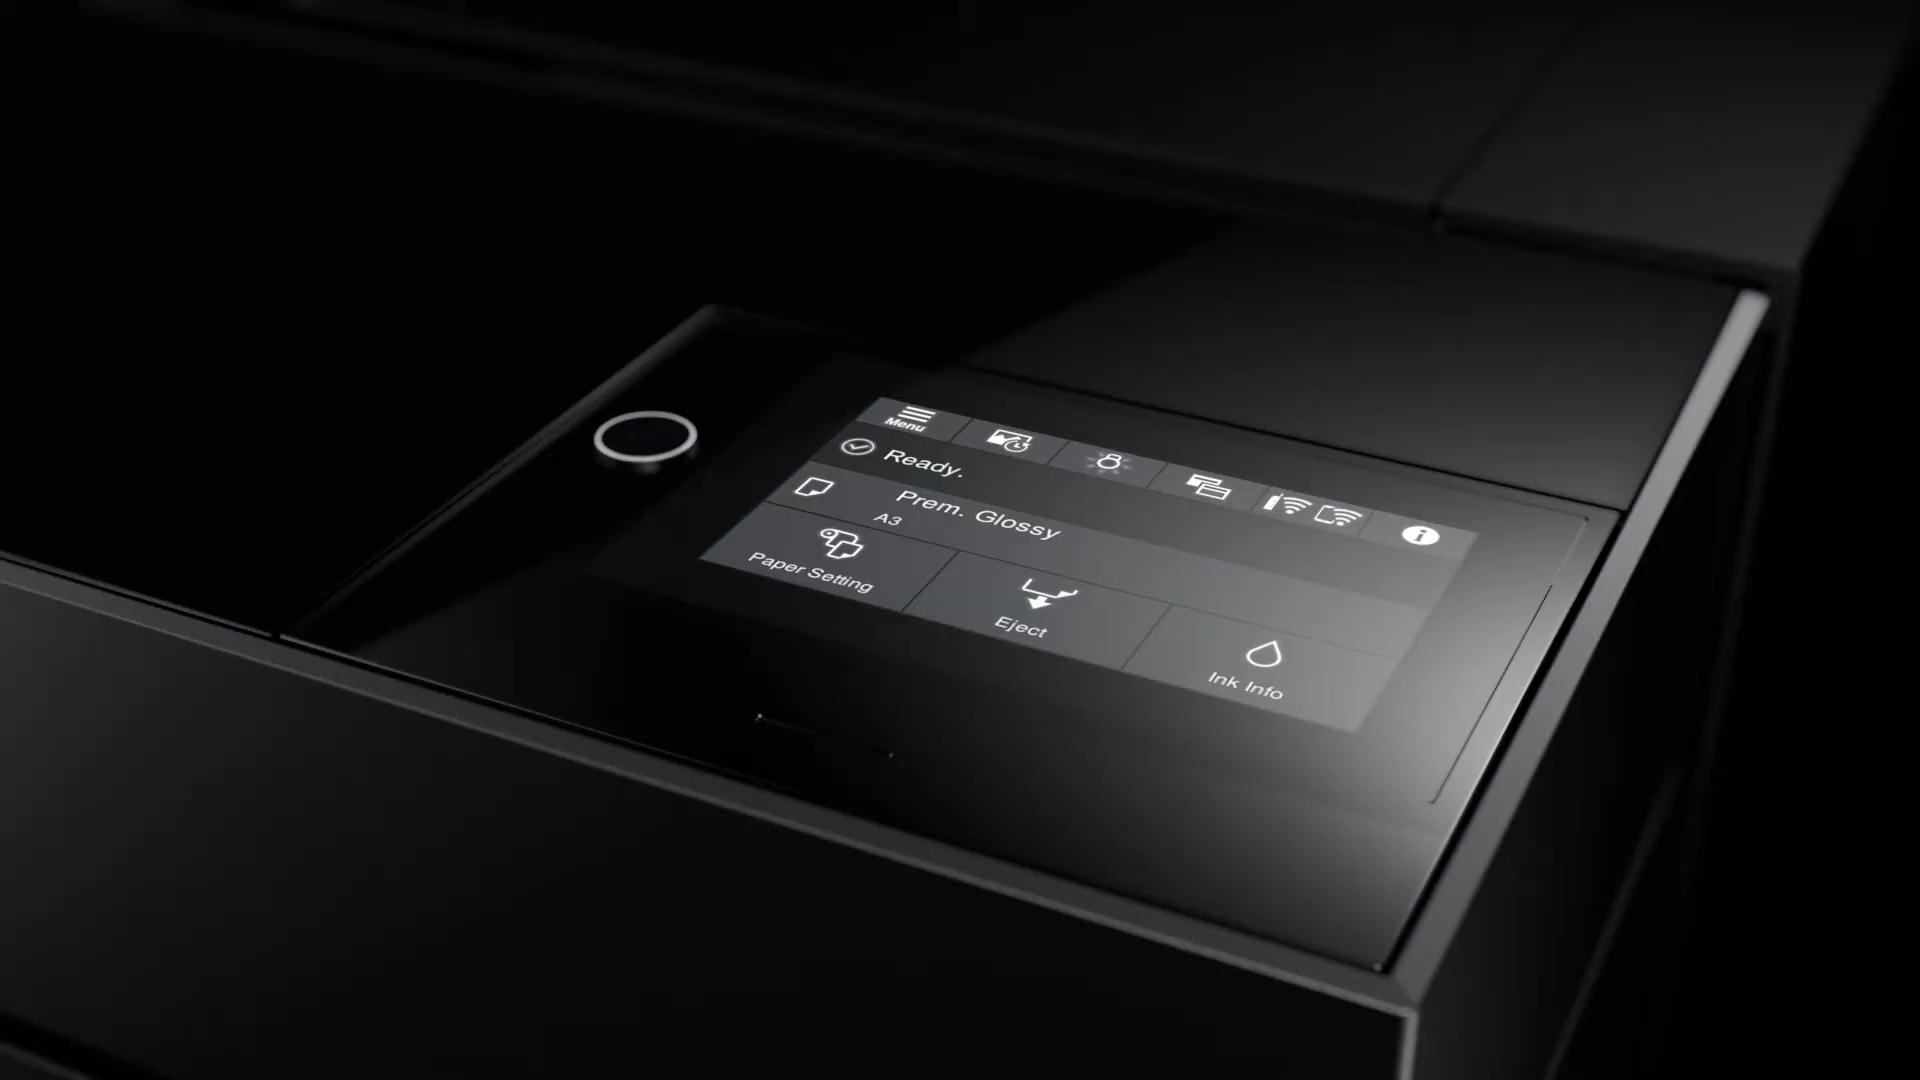 Menu
Ready.
Prem. Glossy
A3
Paper Setting
Eject
Ink Info